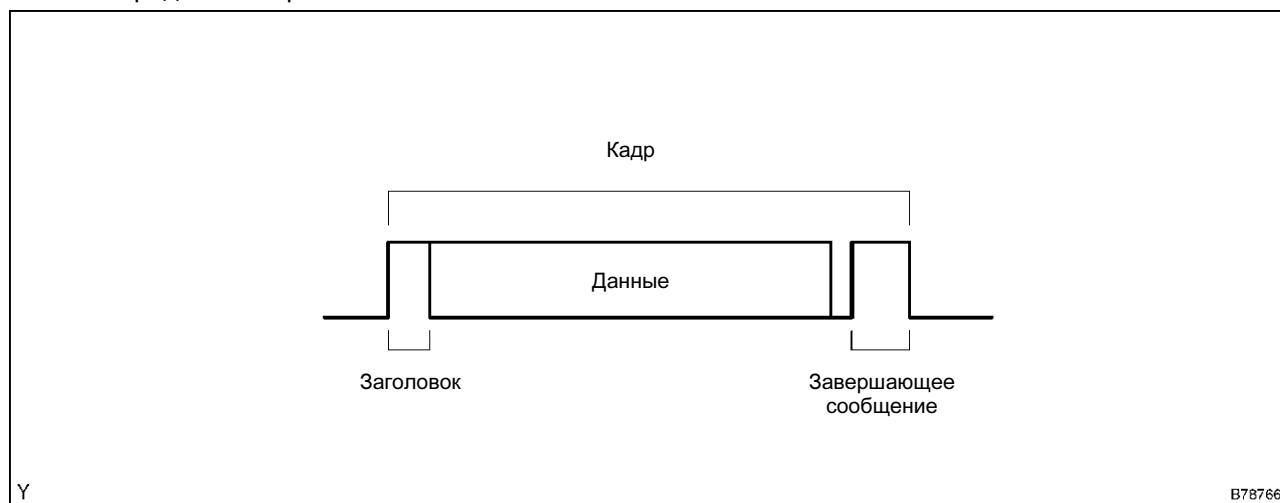 Кадр
Данные
Заголовок
Завершающее
сообщение
Y
B78766